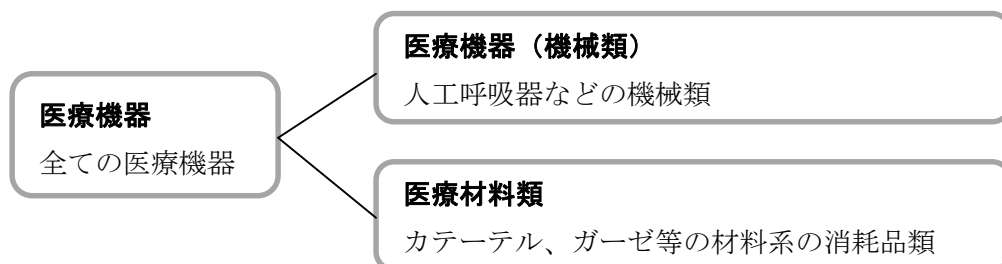 医療機器
全ての医療機器
医療機器（機械類）
人工呼吸器などの機械類
医療材料類
カテーテル、ガーゼ等の材料系の消耗品類